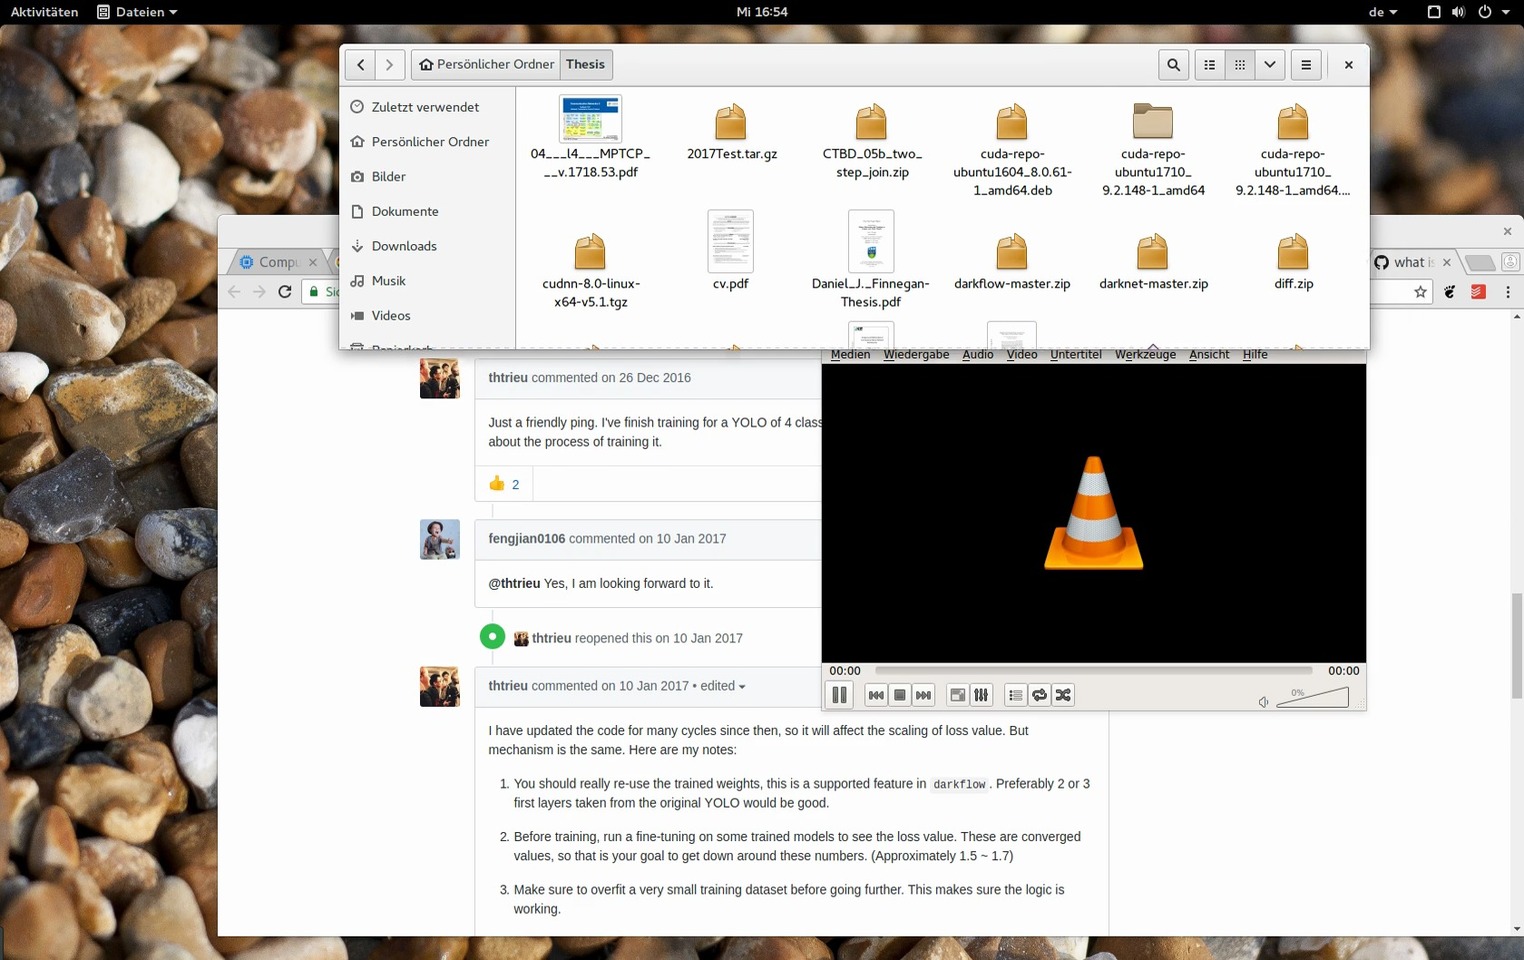 Aktivitäten Dateien Mi 16:54 de
Persönlicher Ordner Thesis
Zuletzt verwendet
Persönlicher Ordner
Bilder
Dokumente
Downloads
Musik
Videos
Papierkorb
04___l4___MPTCP_
__v.1718.53.pdf
2017Test.tar.gz
CTBD_05b_two_
step_join.zip
cuda-repo-
ubuntu1604_8.0.61-
1_amd64.deb
cuda-repo-
ubuntu1710_
9.2.148-1_amd64
cuda-repo-
ubuntu1710_
9.2.148-1_amd64....
cudnn-8.0-linux-
x64-v5.1.tgz
cv.pdf
Daniel_J._Finnegan-
Thesis.pdf
darkflow-master.zip
darknet-master.zip
diff.zip
Compu
what is
Sic
thtrieu commented on 26 Dec 2016
Just a friendly ping. I've finish training for a YOLO of 4 class
about the process of training it.
2
fengjian0106 commented on 10 Jan 2017
@thtrieu Yes, I am looking forward to it.
thtrieu reopened this on 10 Jan 2017
thtrieu commented on 10 Jan 2017 • edited
I have updated the code for many cycles since then, so it will affect the scaling of loss value. But
mechanism is the same. Here are my notes:
1. You should really re-use the trained weights, this is a supported feature in darkflow . Preferably 2 or 3
first layers taken from the original YOLO would be good.
2. Before training, run a fine-tuning on some trained models to see the loss value. These are converged
values, so that is your goal to get down around these numbers. (Approximately 1.5 ~ 1.7)
3. Make sure to overfit a very small training dataset before going further. This makes sure the logic is
working.
Medien Wiedergabe Audio Video Untertitel Werkzeuge Ansicht Hilfe
00:00 00:00
0%